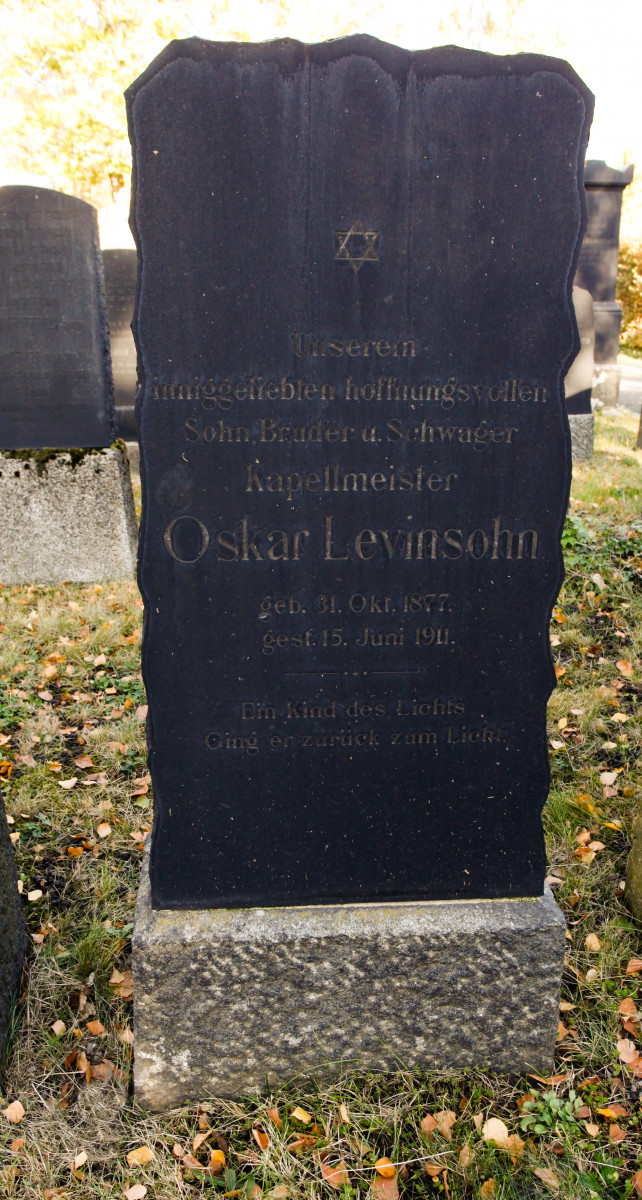 Unserem
inniggeliebten hoffnungsvollen
Sohn, Bruder u. Schwager
Kapellmeister
Oskar Levinsohn
geb. 31. Okt. 1877.
gest. 15. Juni 1911.
Ein Kind des Lichts
Ging er zurück zum Licht.